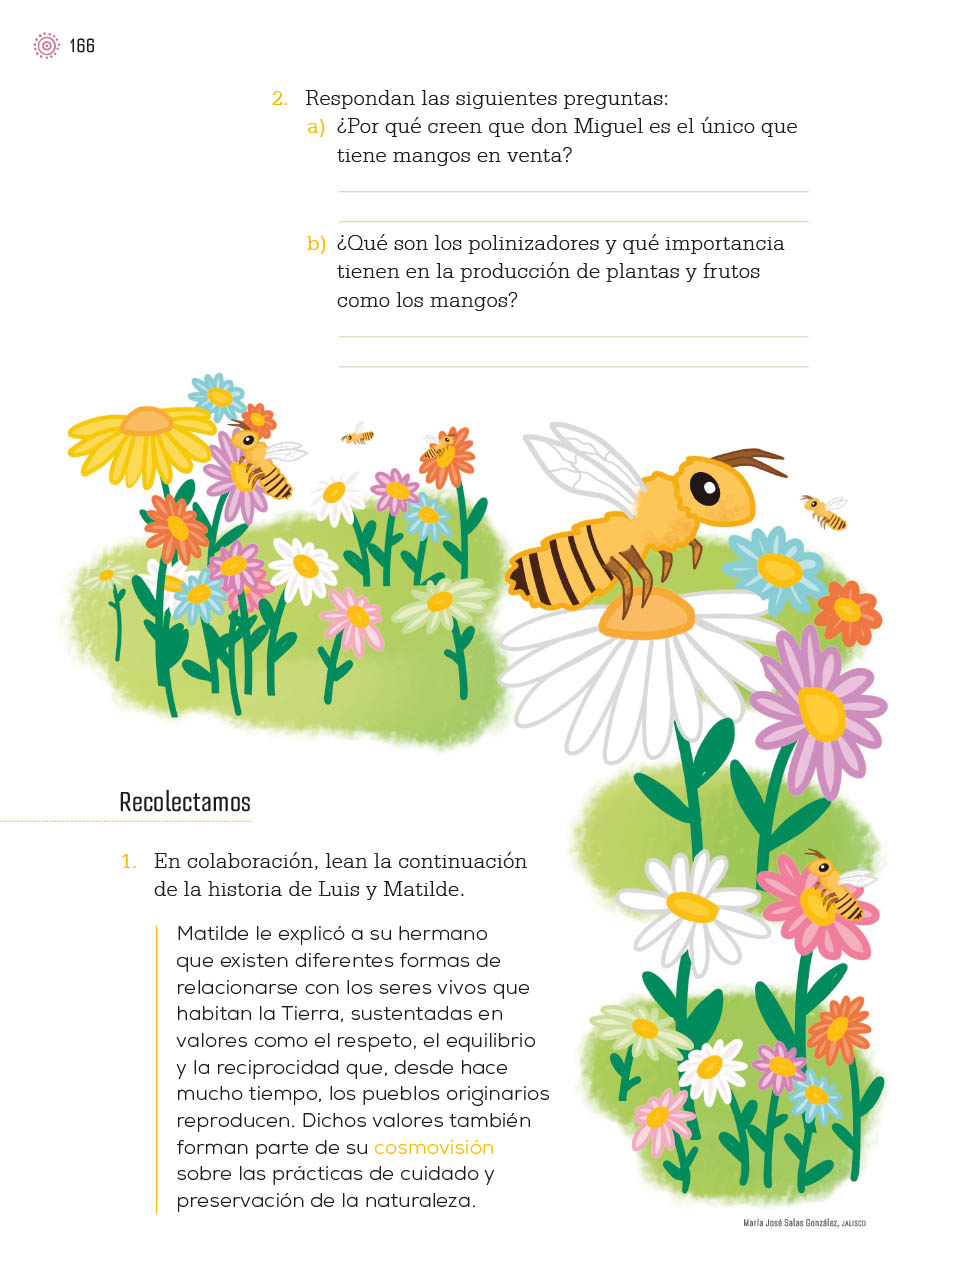 166
2. Respondan las siguientes preguntas:
a) ¿Por qué creen que don Miguel es el único que
tiene mangos en venta?
b) ¿Qué son los polinizadores y qué importancia
tienen en la producción de plantas y frutos
como los mangos?
Recolectamos
1. En colaboración, lean la continuación
de la historia de Luis y Matilde.
Matilde le explicó a su hermano
que existen diferentes formas de
relacionarse con los seres vivos que
habitan la Tierra, sustentadas en
valores como el respeto, el equilibrio
y la reciprocidad que, desde hace
mucho tiempo, los pueblos originarios
reproducen. Dichos valores también
forman parte de su cosmovisión
sobre las prácticas de cuidado y
preservación de la naturaleza.
María José Salas González, JALISCO